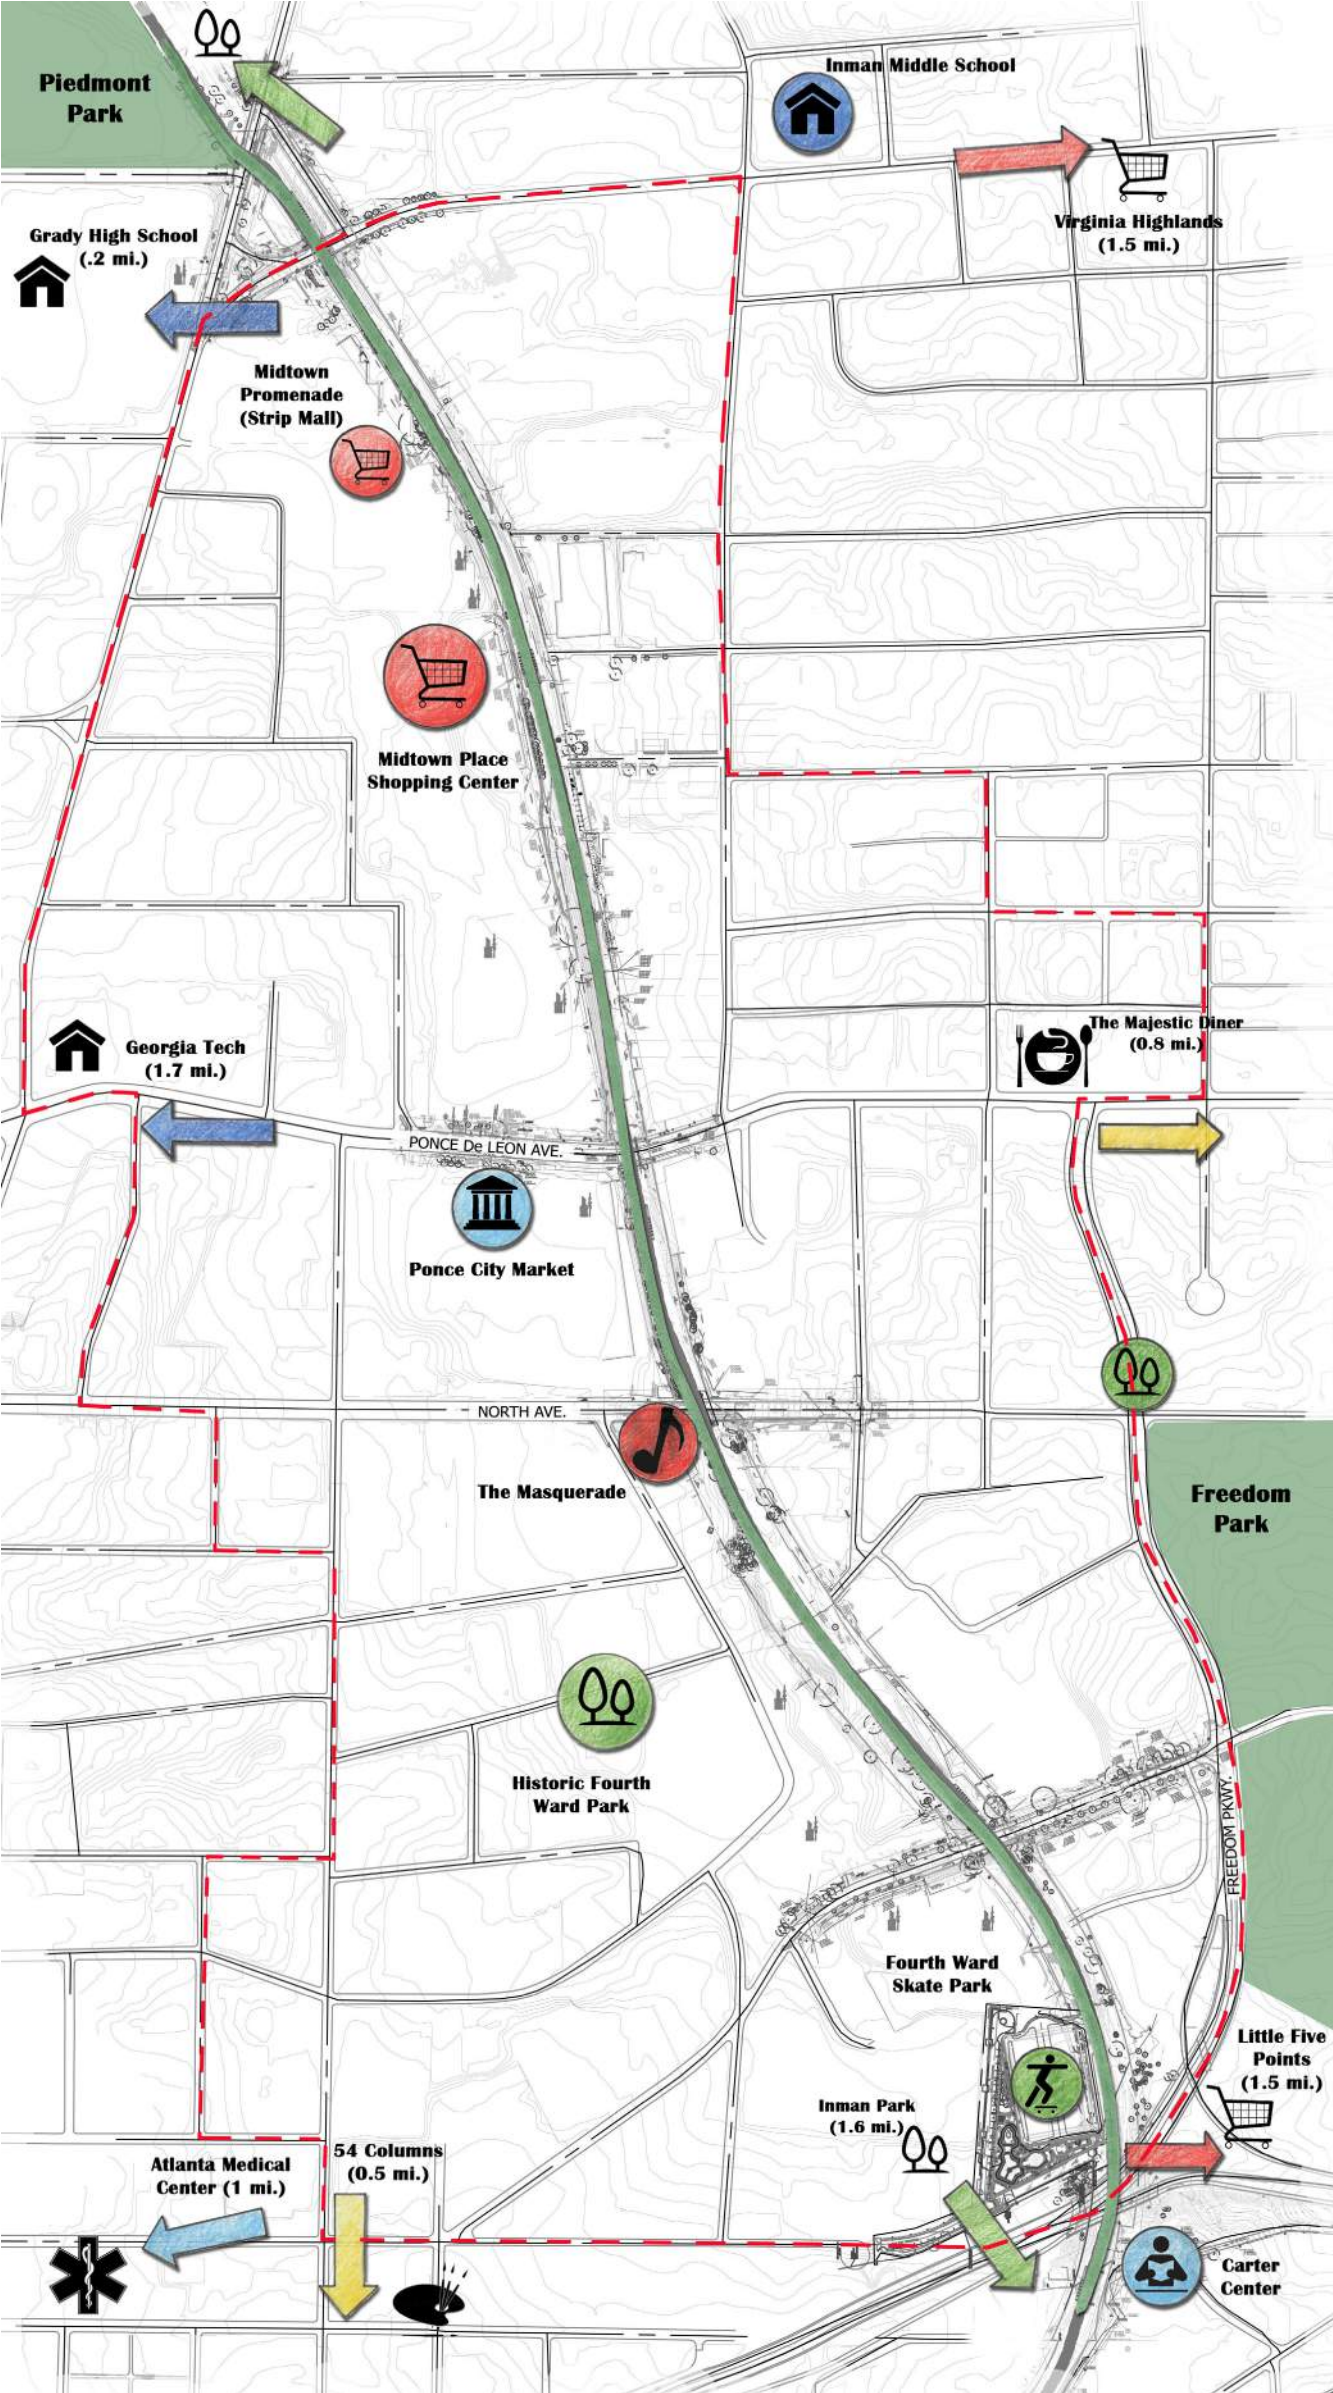 Piedmont
Park
Inman Middle School
Virginia Highlands
(1.5 mi.)
Grady High School
(.2 mi.)
Midtown
Promenade
(Strip Mall)
Midtown Place
Shopping Center
The Majestic Diner
(0.8 mi.)
Georgia Tech
(1.7 mi.)
PONCE De LEON AVE.
Ponce City Market
NORTH AVE.
The Masquerade
Freedom
Park
Historic Fourth
Ward Park
FREEDOM PKWY.
Fourth Ward
Skate Park
Little Five
Points
(1.5 mi.)
Inman Park
(1.6 mi.)
54 Columns
(0.5 mi.)
Atlanta Medical
Center (1 mi.)
Carter
Center